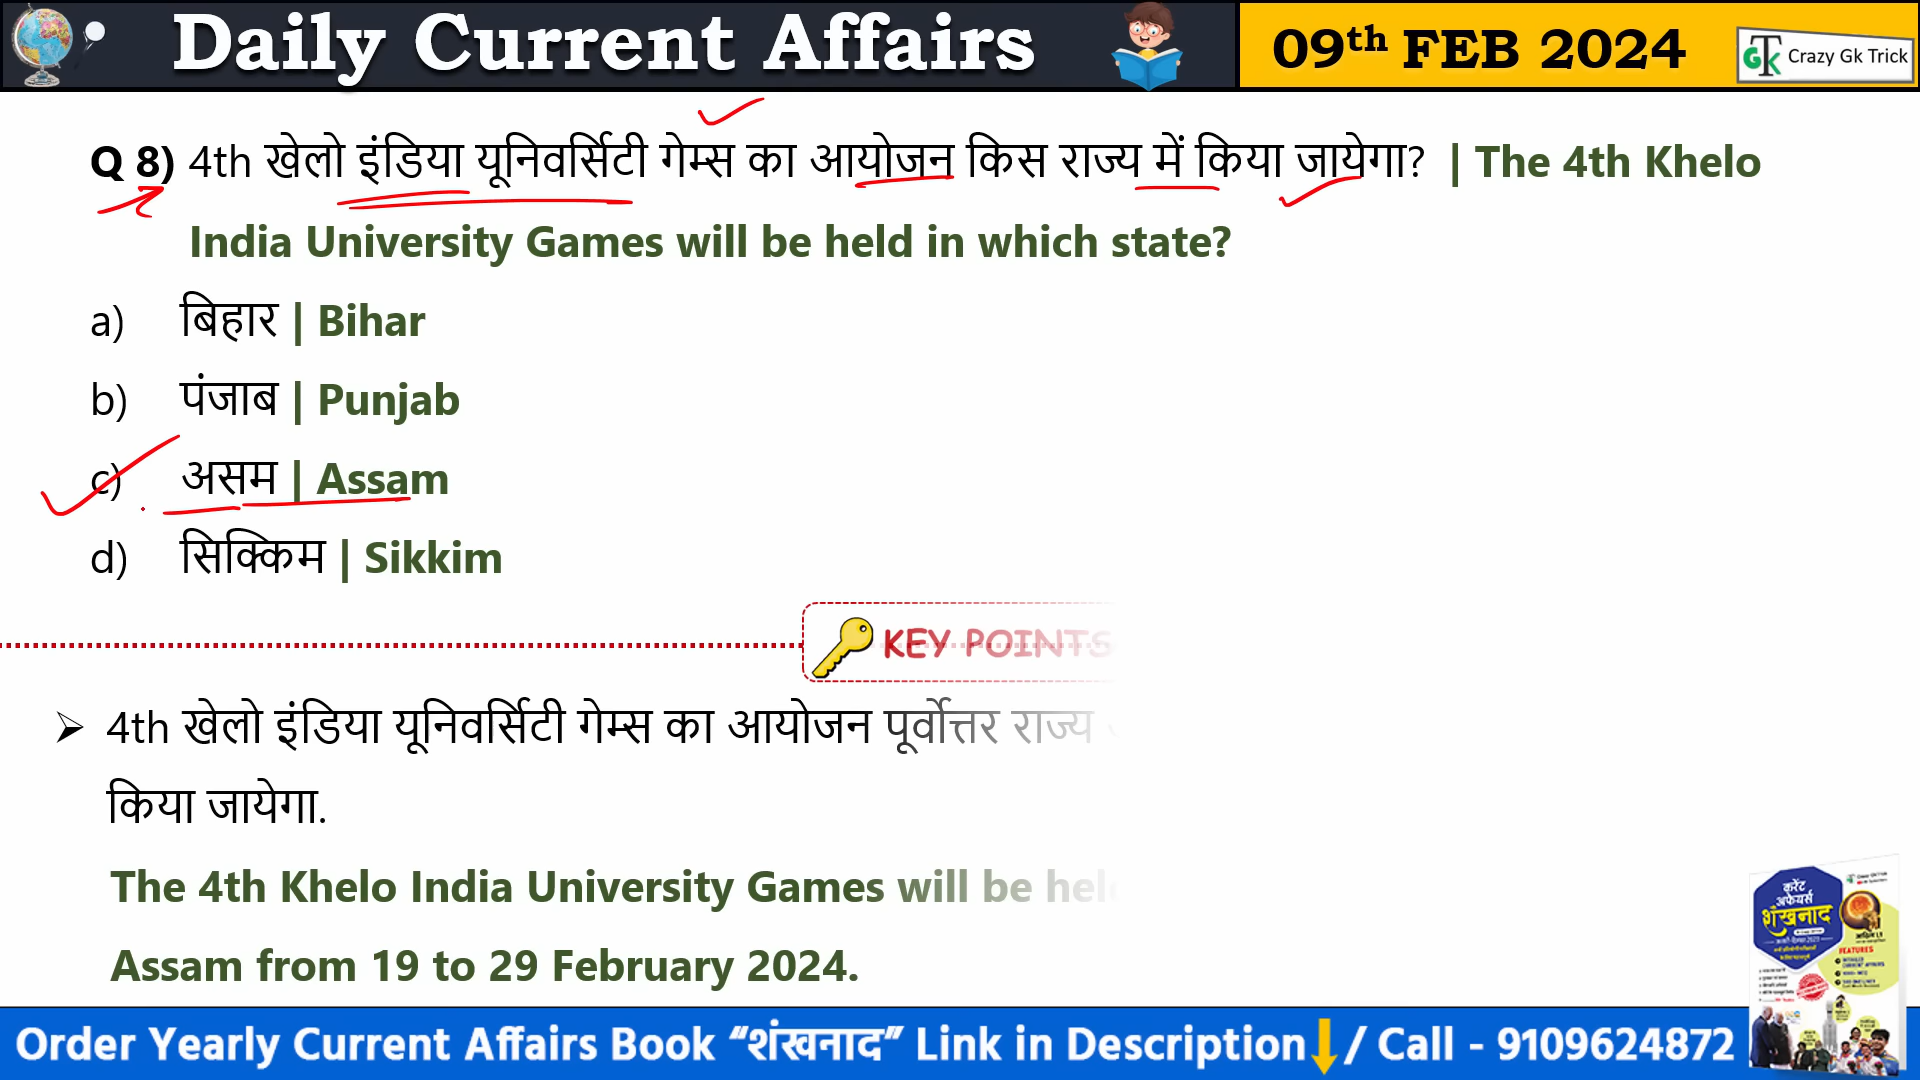 Daily Current Affairs
09th FEB 2024
GK Crazy Gk Trick
Q 8) 4th खेलो इंडिया यूनिवर्सिटी गेम्स का आयोजन किस राज्य में किया जायेगा? | The 4th Khelo
India University Games will be held in which state?
a) बिहार | Bihar
b) पंजाब | Punjab
c) असम | Assam
d) सिक्किम | Sikkim
KEY POINTS
➢ 4th खेलो इंडिया यूनिवर्सिटी गेम्स का आयोजन पूर्वोत्तर राज्य
किया जायेगा.
The 4th Khelo India University Games will be hel
Assam from 19 to 29 February 2024.
करेंट
अफेयर्स
शंखनाद
FEATURES
Order Yearly Current Affairs Book “शंखनाद” Link in Description / Call - 9109624872